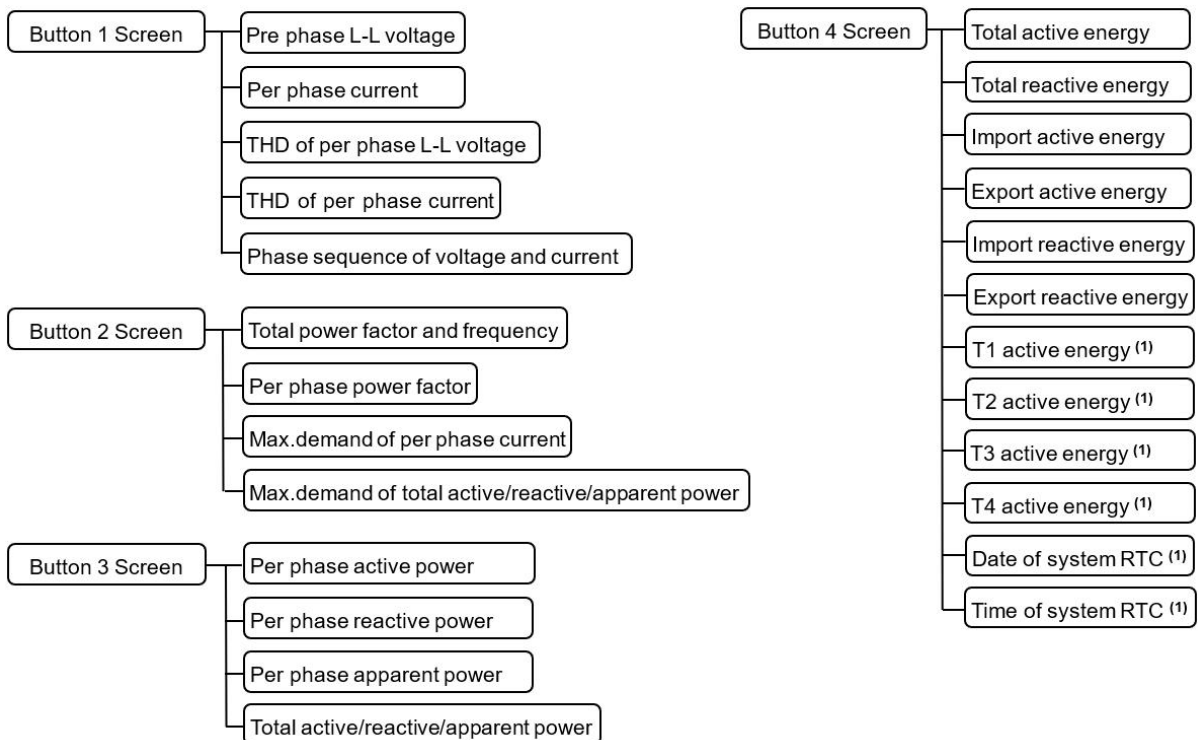 Button 1 Screen
Pre phase L-L voltage
Per phase current
THD of per phase L-L voltage
THD of per phase current
Phase sequence of voltage and current
Button 2 Screen
Total power factor and frequency
Per phase power factor
Max.demand of per phase current
Max.demand of total active/reactive/apparent power
Button 3 Screen
Per phase active power
Per phase reactive power
Per phase apparent power
Total active/reactive/apparent power
Button 4 Screen
Total active energy
Total reactive energy
Import active energy
Export active energy
Import reactive energy
Export reactive energy
T1 active energy (1)
T2 active energy (1)
T3 active energy (1)
T4 active energy (1)
Date of system RTC (1)
Time of system RTC (1)